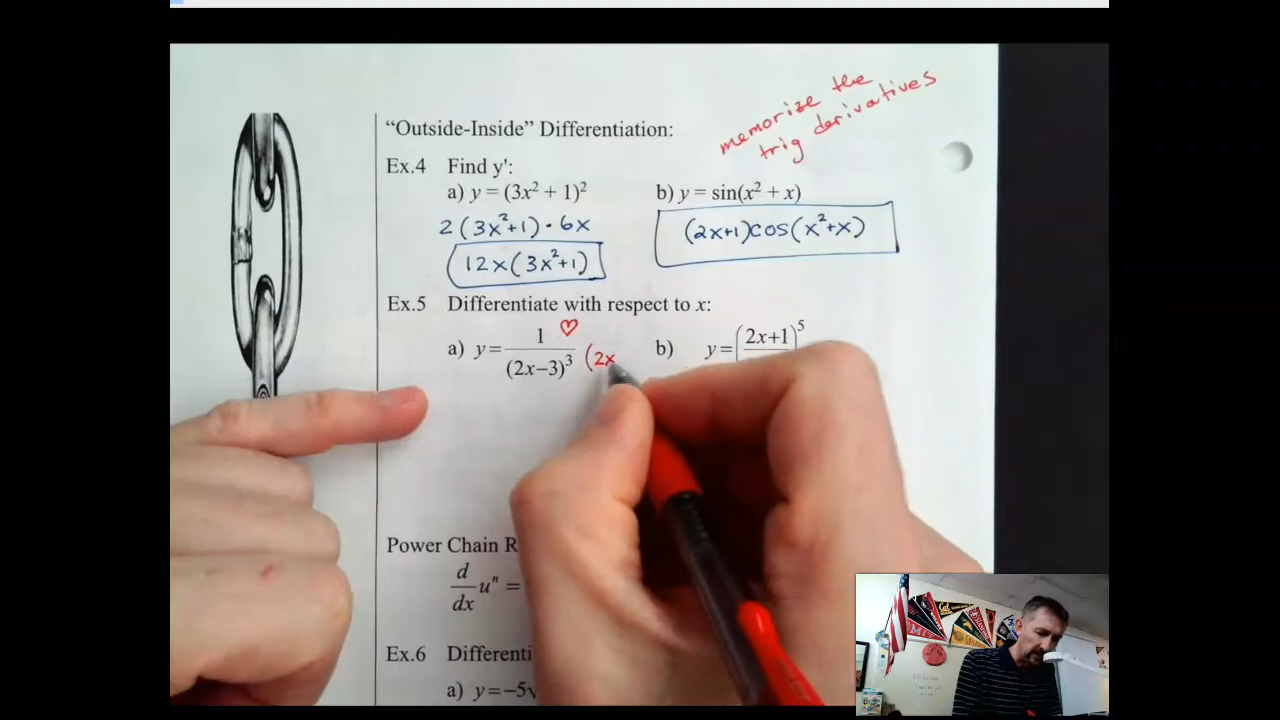 memorize the
trig derivatives
“Outside-Inside” Differentiation:
Ex.4 Find y':
a) y = (3x² + 1)² b) y = sin(x² + x)
2(3x²+1)·6x (2x+1)cos(x²+x)
12x(3x²+1)
Ex.5 Differentiate with respect to x:
a) y= 1/(2x−3)³ (2x b) y=(2x+1)⁵
Power Chain R
d/dx uⁿ =
Ex.6 Differenti
a) y=−5